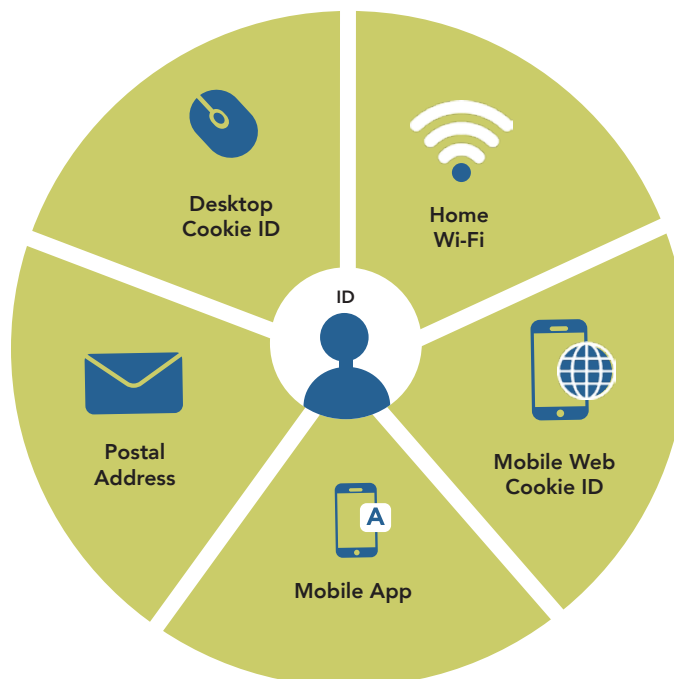 Desktop
Cookie ID
Home
Wi-Fi
ID
Postal
Address
Mobile Web
Cookie ID
A
Mobile App